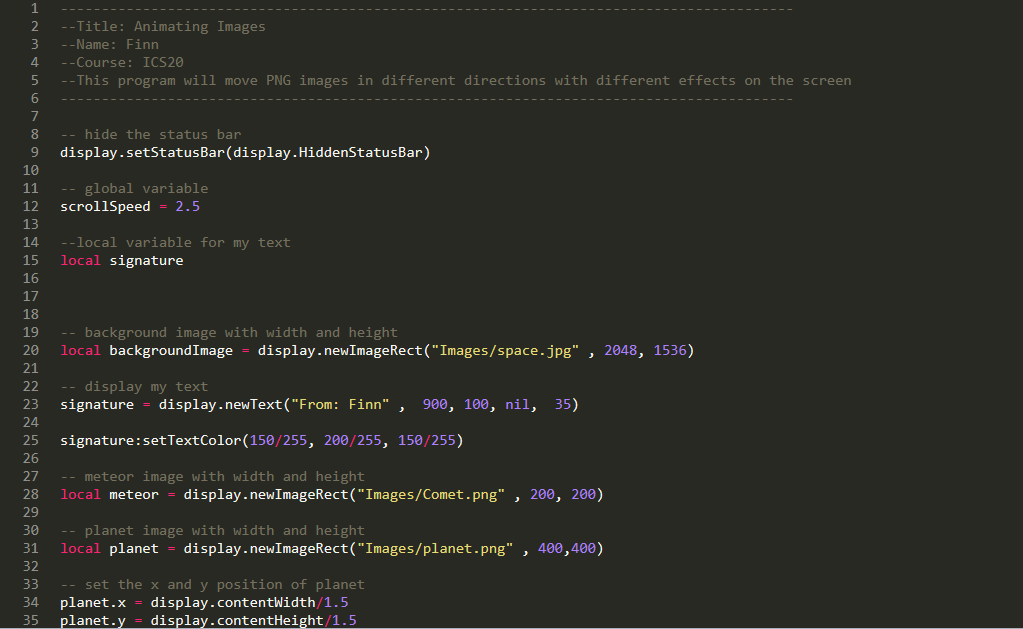 1 -----------------------------------------------------------------------------------------
2 --Title: Animating Images
3 --Name: Finn
4 --Course: ICS20
5 --This program will move PNG images in different directions with different effects on the screen
6 -----------------------------------------------------------------------------------------
7
8 -- hide the status bar
9 display.setStatusBar(display.HiddenStatusBar)
10
11 -- global variable
12 scrollSpeed = 2.5
13
14 --local variable for my text
15 local signature
16
17
18
19 -- background image with width and height
20 local backgroundImage = display.newImageRect("Images/space.jpg" , 2048, 1536)
21
22 -- display my text
23 signature = display.newText("From: Finn" ,  900, 100, nil,  35)
24
25 signature:setTextColor(150/255, 200/255, 150/255)
26
27 -- meteor image with width and height
28 local meteor = display.newImageRect("Images/Comet.png" , 200, 200)
29
30 -- planet image with width and height
31 local planet = display.newImageRect("Images/planet.png" , 400,400)
32
33 -- set the x and y position of planet
34 planet.x = display.contentWidth/1.5
35 planet.y = display.contentHeight/1.5